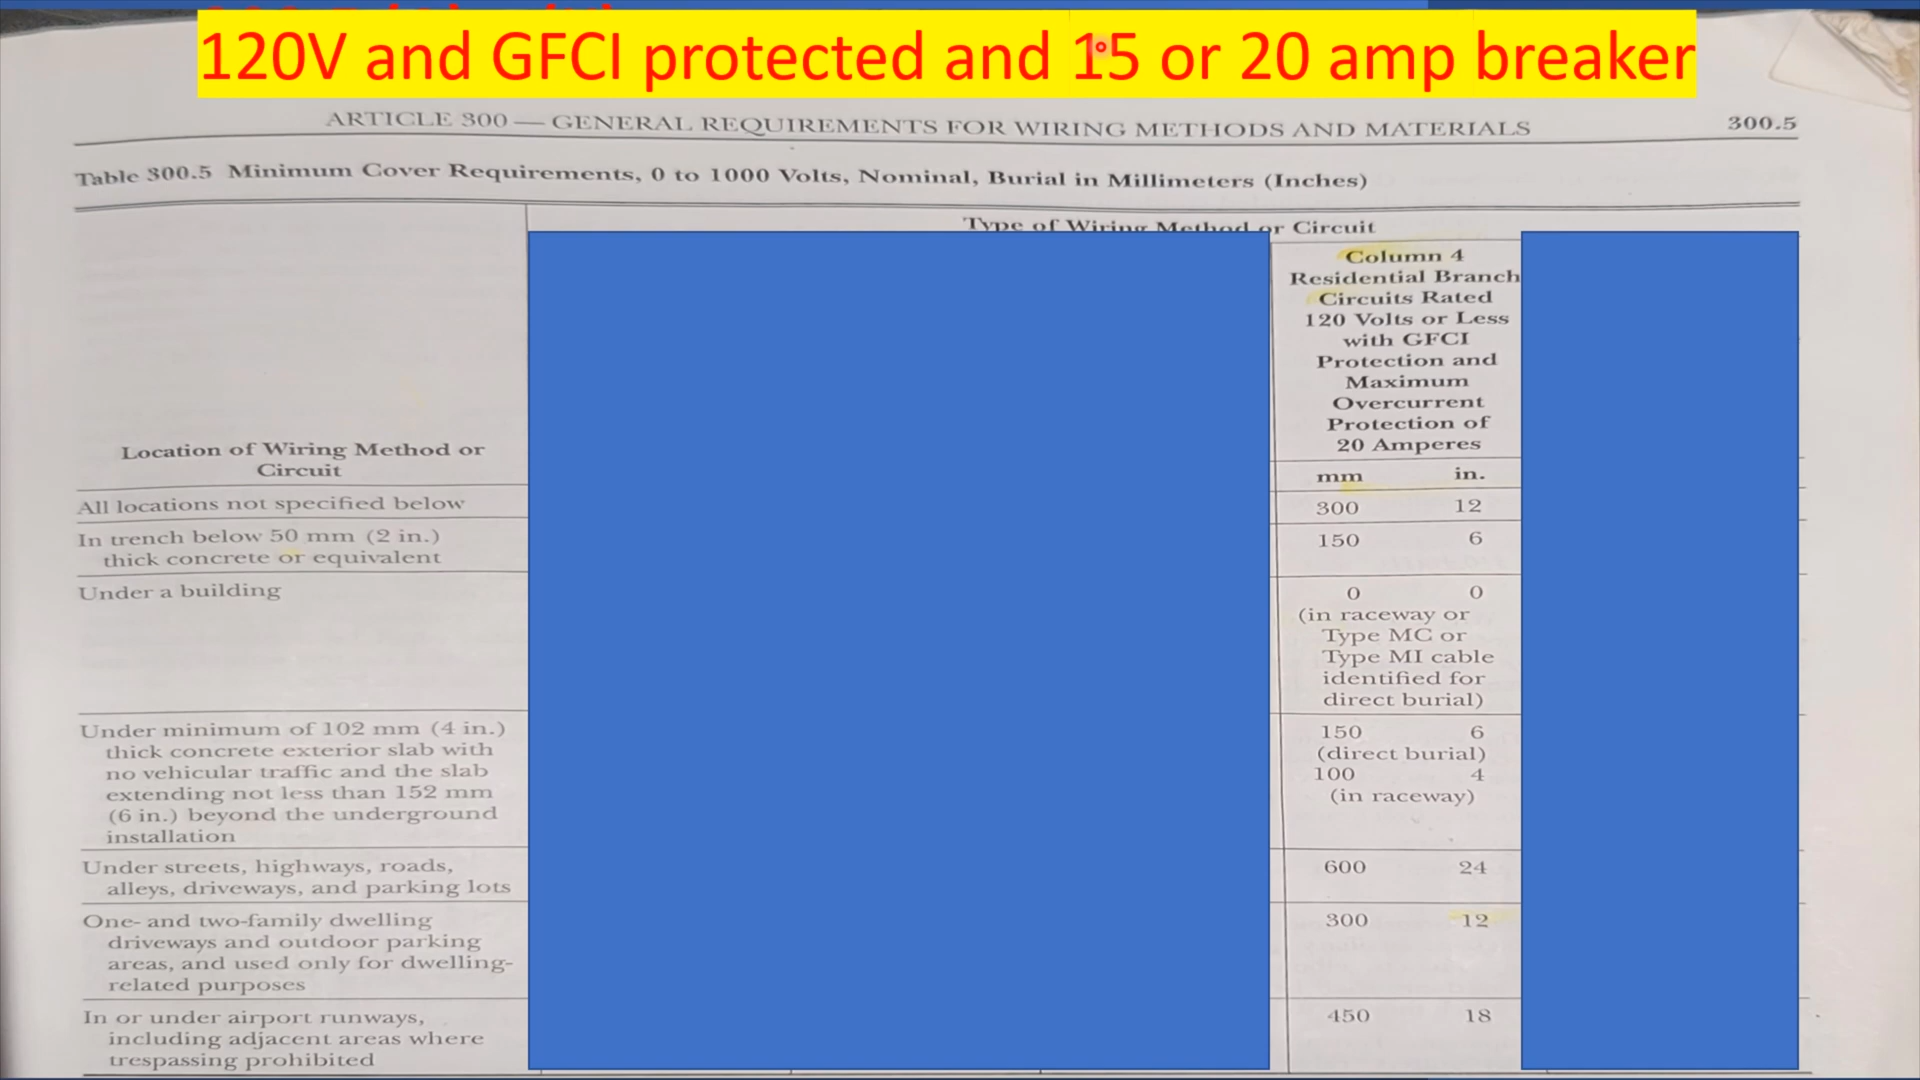 120V and GFCI protected and 15 or 20 amp breaker
ARTICLE 300 — GENERAL REQUIREMENTS FOR WIRING METHODS AND MATERIALS
300.5
Table 300.5 Minimum Cover Requirements, 0 to 1000 Volts, Nominal, Burial in Millimeters (Inches)
Type of Wiring Method or Circuit
Column 4
Residential Branch
Circuits Rated
120 Volts or Less
with GFCI
Protection and
Maximum
Overcurrent
Protection of
20 Amperes
Location of Wiring Method or
Circuit
mm in.
All locations not specified below
300 12
In trench below 50 mm (2 in.)
thick concrete or equivalent
150 6
Under a building
0 0
(in raceway or
Type MC or
Type MI cable
identified for
direct burial)
Under minimum of 102 mm (4 in.)
thick concrete exterior slab with
no vehicular traffic and the slab
extending not less than 152 mm
(6 in.) beyond the underground
installation
150 6
(direct burial)
100 4
(in raceway)
Under streets, highways, roads,
alleys, driveways, and parking lots
600 24
One- and two-family dwelling
driveways and outdoor parking
areas, and used only for dwelling-
related purposes
300 12
In or under airport runways,
including adjacent areas where
trespassing prohibited
450 18